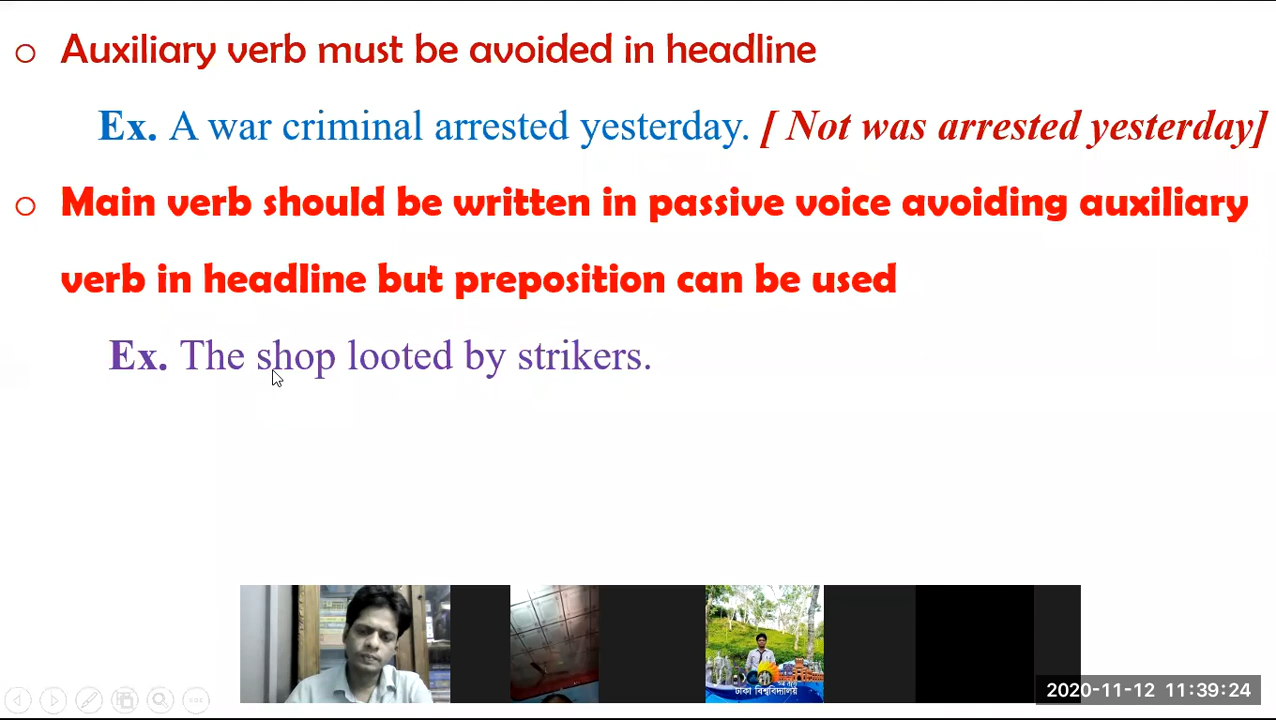 Auxiliary verb must be avoided in headline
Ex. A war criminal arrested yesterday. [ Not was arrested yesterday]
Main verb should be written in passive voice avoiding auxiliary
verb in headline but preposition can be used
Ex. The shop looted by strikers.
ঢাকা বিশ্ববিদ্যালয়
2020-11-12 11:39:24